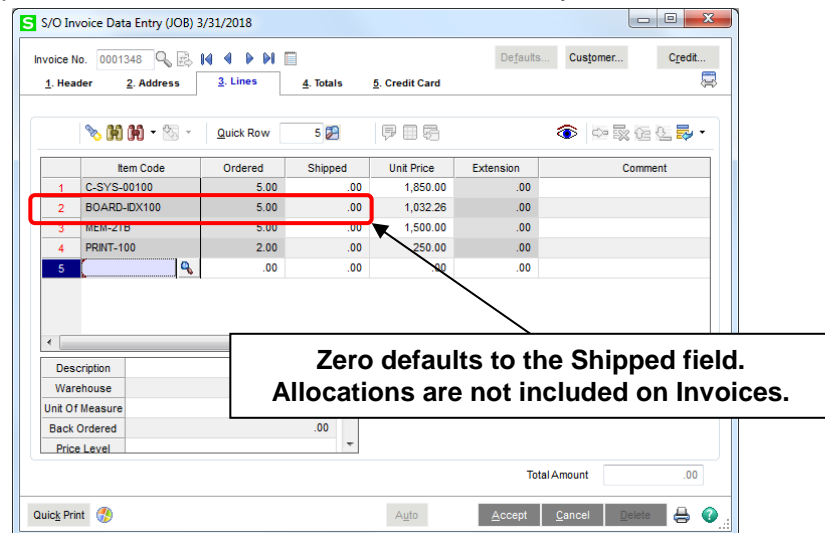 S S/O Invoice Data Entry (JOB) 3/31/2018
Invoice No. 0001348 Defaults... Customer... Credit...
1. Header 2. Address 3. Lines 4. Totals 5. Credit Card
Quick Row 5
Item Code Ordered Shipped Unit Price Extension Comment
1 C-SYS-00100 5.00 .00 1,850.00 .00
2 BOARD-IDX100 5.00 .00 1,032.26 .00
3 MEM-2TB 5.00 .00 1,500.00 .00
4 PRINT-100 2.00 .00 250.00 .00
5 .00 .00 .00 .00
Zero defaults to the Shipped field.
Allocations are not included on Invoices.
Description
Warehouse
Unit Of Measure
Back Ordered .00
Price Level
Total Amount .00
Quick Print Auto Accept Cancel Delete